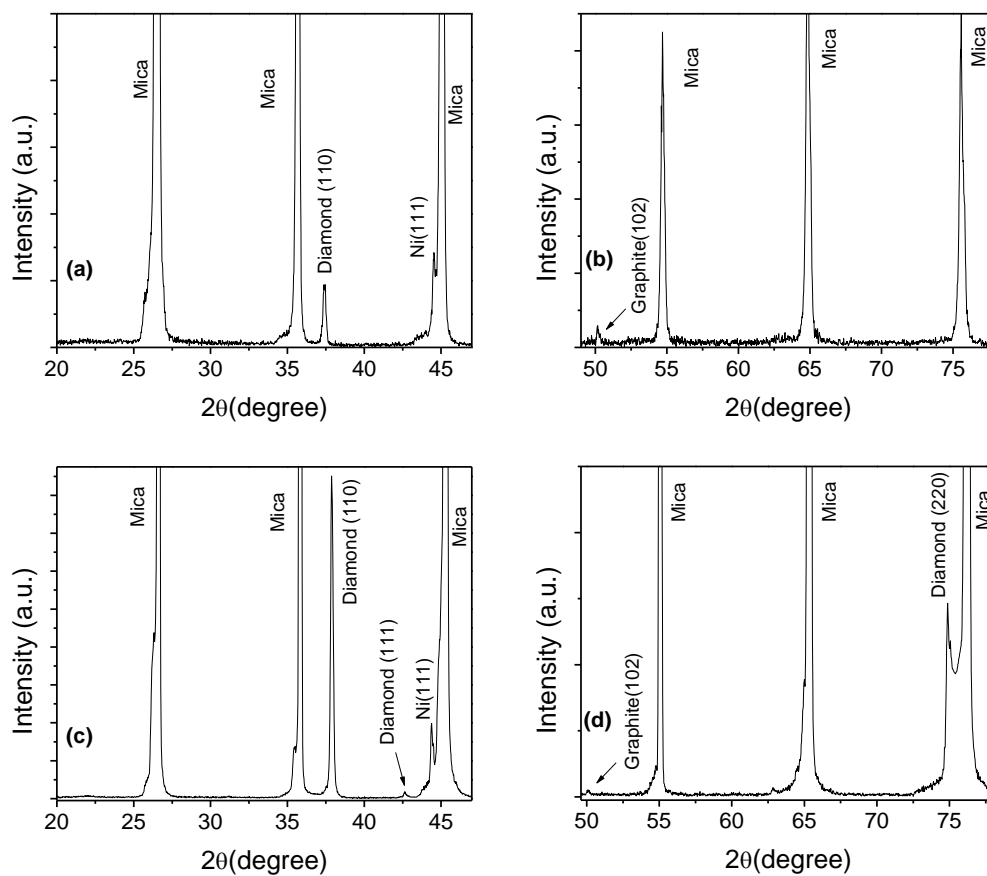 Intensity (a.u.)
(a)
Mica
Mica
Diamond (110)
Ni(111)
Mica
20 25 30 35 40 45
2θ(degree)
Intensity (a.u.)
(b)
Graphite(102)
Mica
Mica
Mica
50 55 60 65 70 75
2θ(degree)
Intensity (a.u.)
(c)
Mica
Mica
Diamond (110)
Diamond (111)
Ni(111)
Mica
20 25 30 35 40 45
2θ(degree)
Intensity (a.u.)
(d)
Graphite(102)
Mica
Mica
Diamond (220)
Mica
50 55 60 65 70 75
2θ(degree)